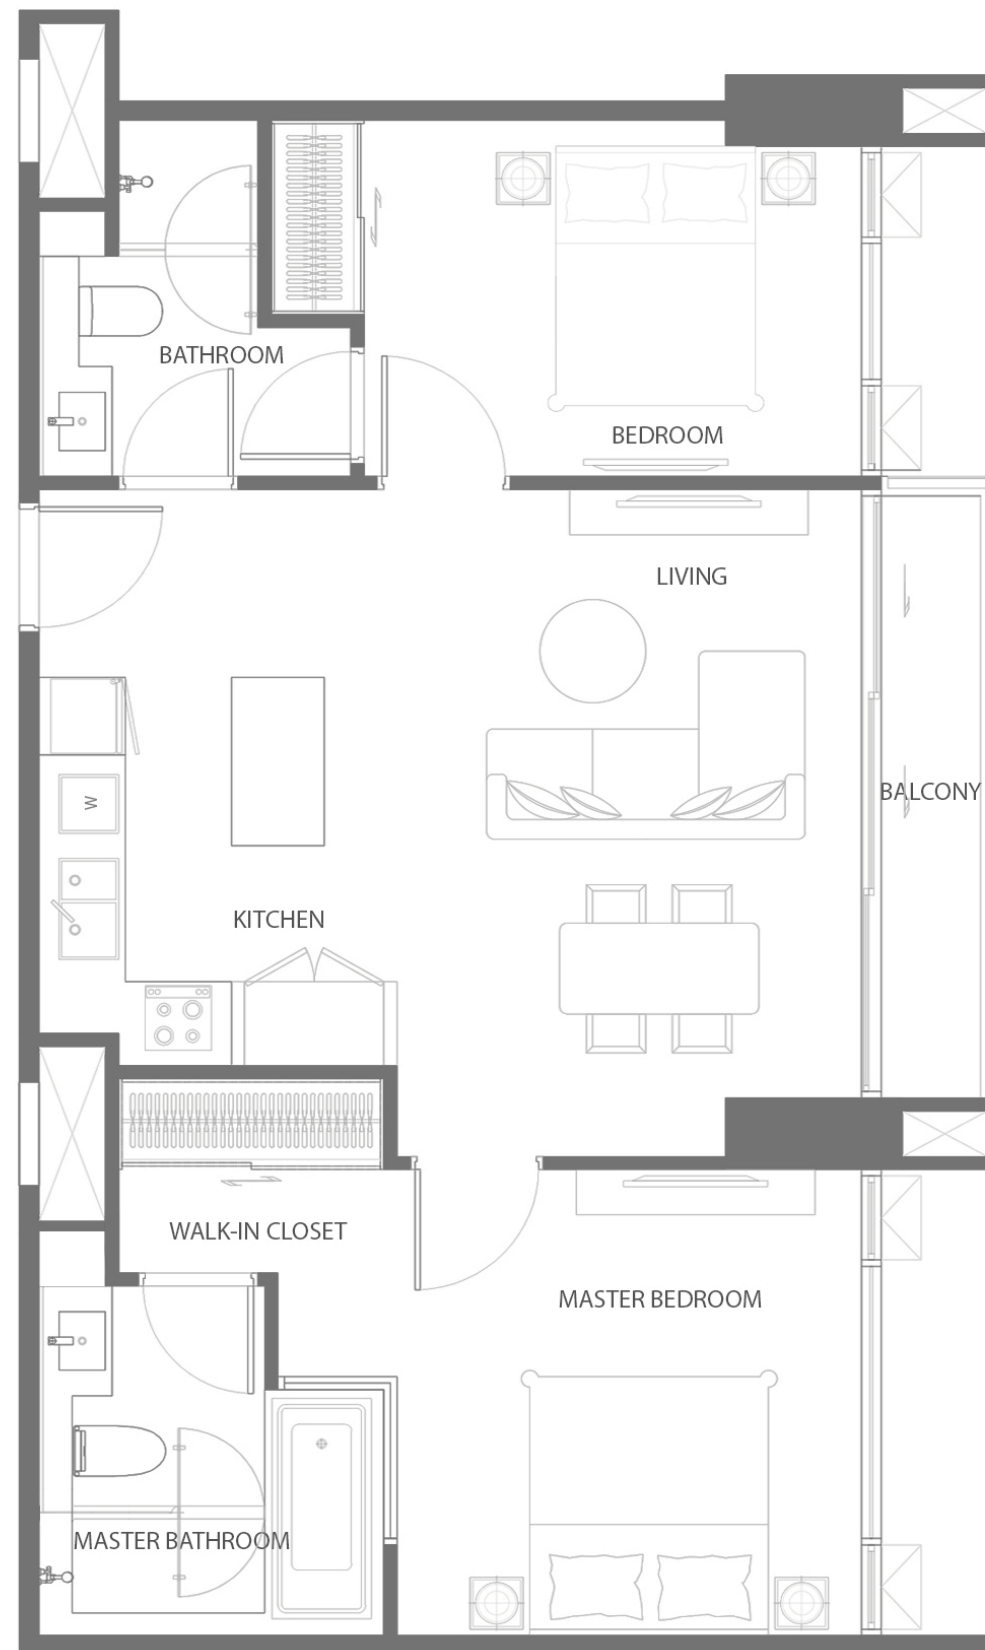 BATHROOM
BEDROOM
LIVING
W
BALCONY
KITCHEN
WALK-IN CLOSET
MASTER BEDROOM
MASTER BATHROOM